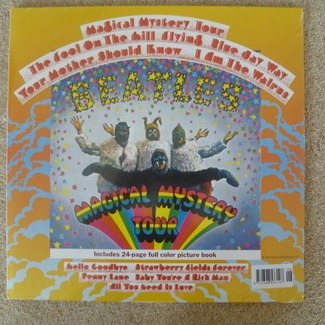 Magical Mystery Tour
The Fool On The Hill Flying Blue Jay Way
Your Mother Should Know I Am The Walrus
BEATLES
MAGICAL MYSTERY
TOUR
Includes 24-page full color picture book
Hello Goodbye Strawberry Fields Forever
Penny Lane Baby You're A Rich Man
All You Need Is Love